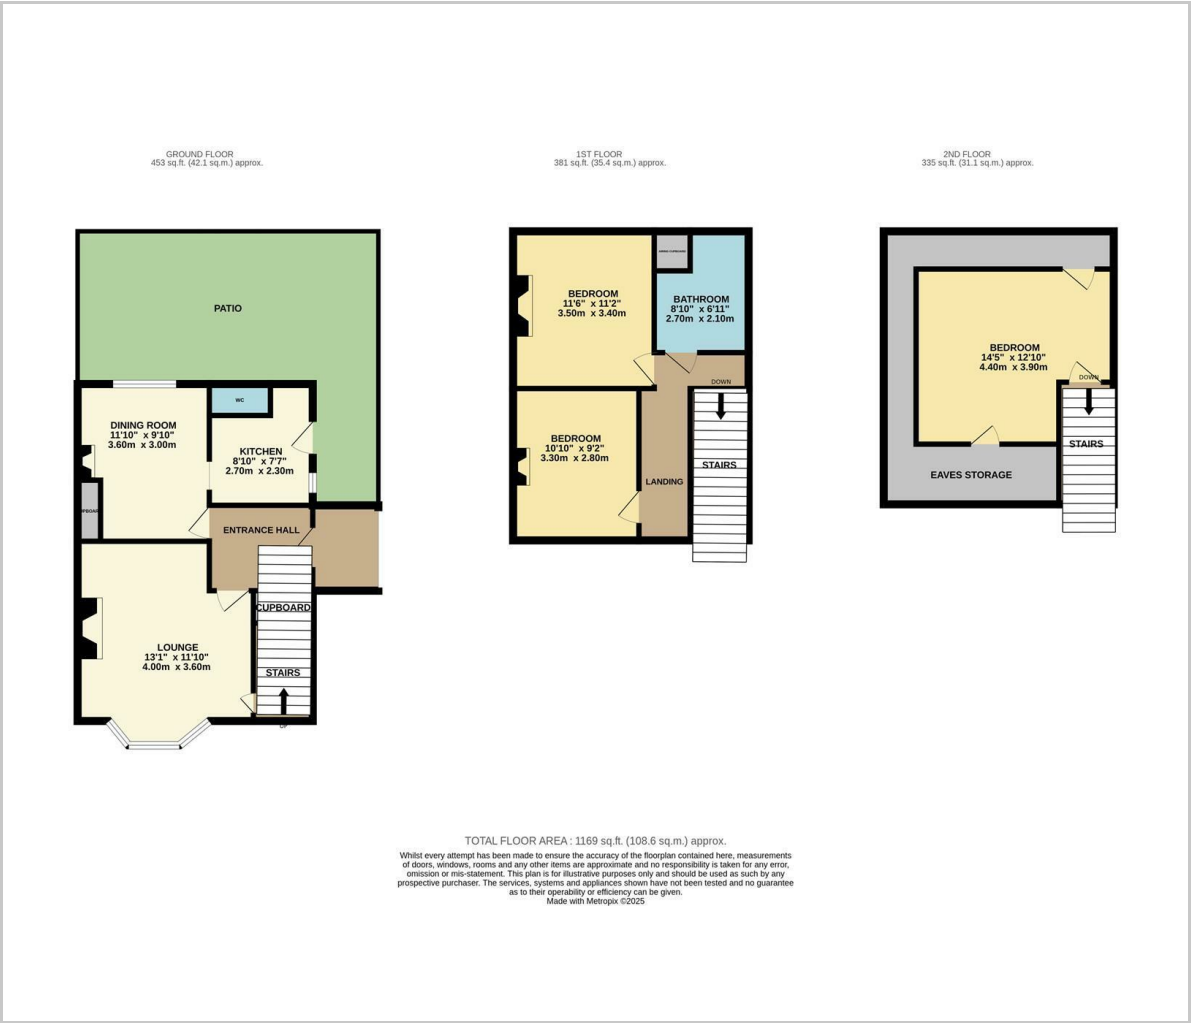 GROUND FLOOR
453 sq.ft. (42.1 sq.m.) approx.
1ST FLOOR
381 sq.ft. (35.4 sq.m.) approx.
2ND FLOOR
335 sq.ft. (31.1 sq.m.) approx.
PATIO
WC
DINING ROOM
11'10" x 9'10"
3.60m x 3.00m
KITCHEN
8'10" x 7'7"
2.70m x 2.30m
ENTRANCE HALL
CUPBOARD
LOUNGE
13'1" x 11'10"
4.00m x 3.60m
STAIRS
UP
BEDROOM
11'6" x 11'2"
3.50m x 3.40m
BATHROOM
8'10" x 6'11"
2.70m x 2.10m
DOWN
BEDROOM
10'10" x 9'2"
3.30m x 2.80m
STAIRS
LANDING
BEDROOM
14'5" x 12'10"
4.40m x 3.90m
DOWN
STAIRS
EAVES STORAGE
TOTAL FLOOR AREA : 1169 sq.ft. (108.6 sq.m.) approx.
Whilst every attempt has been made to ensure the accuracy of the floorplan contained here, measurements
of doors, windows, rooms and any other items are approximate and no responsibility is taken for any error,
omission or mis-statement. This plan is for illustrative purposes only and should be used as such by any
prospective purchaser. The services, systems and appliances shown have not been tested and no guarantee
as to their operability or efficiency can be given.
Made with Metropix ©2025